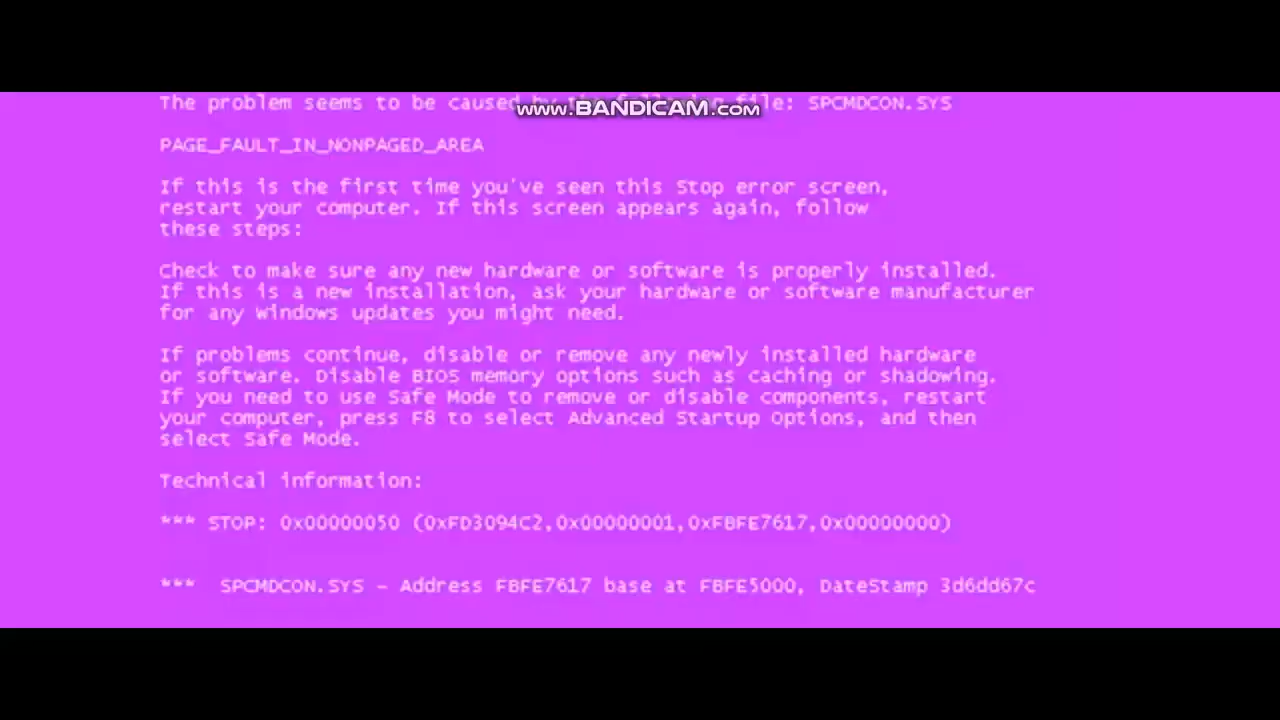 www.BANDICAM.com
The problem seems to be caused by the following file: SPCMDCON.SYS
PAGE_FAULT_IN_NONPAGED_AREA
If this is the first time you've seen this Stop error screen,
restart your computer. If this screen appears again, follow
these steps:
Check to make sure any new hardware or software is properly installed.
If this is a new installation, ask your hardware or software manufacturer
for any Windows updates you might need.
If problems continue, disable or remove any newly installed hardware
or software. Disable BIOS memory options such as caching or shadowing.
If you need to use Safe Mode to remove or disable components, restart
your computer, press F8 to select Advanced Startup Options, and then
select Safe Mode.
Technical information:
*** STOP: 0x00000050 (0xFD3094C2,0x00000001,0xFBFE7617,0x00000000)
*** SPCMDCON.SYS - Address FBFE7617 base at FBFE5000, DateStamp 3d6dd67c